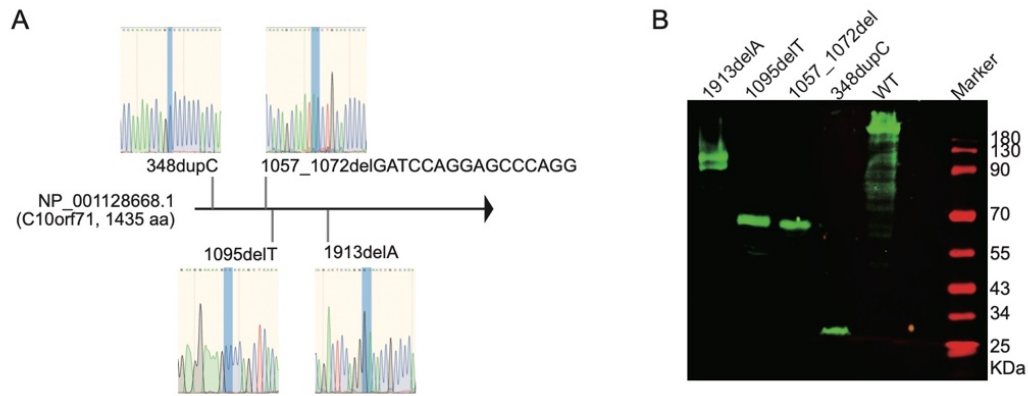 A
348dupC
1057_1072delGATCCAGGAGCCCAGG
NP_001128668.1
(C10orf71, 1435 aa)
1095delT
1913delA
B
1913delA
1095delT
1057_1072del
348dupC
WT
Marker
180
130
90
70
55
43
34
25
KDa